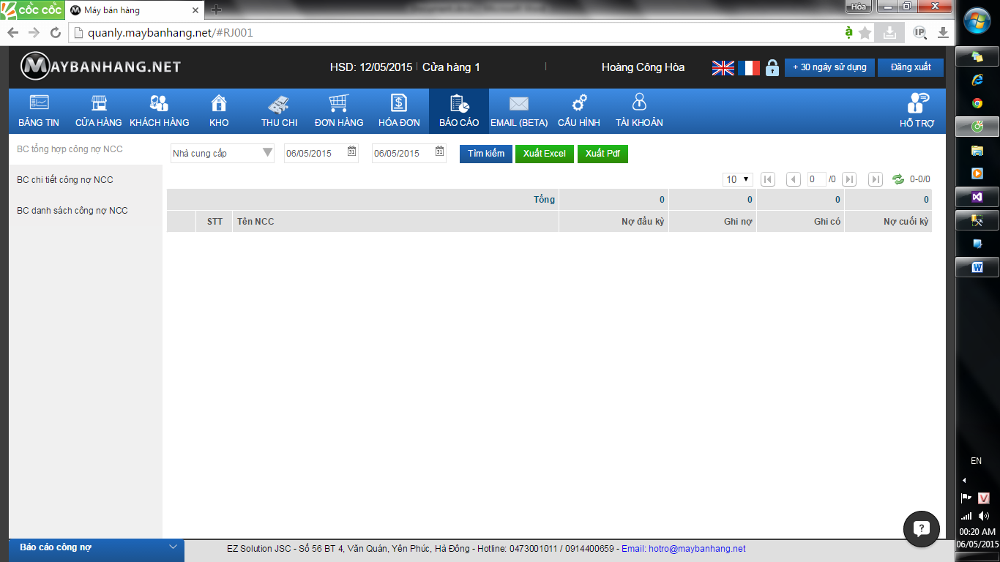 cốc cốc Máy bán hàng Hòa
quanly.maybanhang.net/#RJ001 IP
MAYBANHANG.NET HSD: 12/05/2015 Cửa hàng 1 Hoàng Công Hòa + 30 ngày sử dụng Đăng xuất
BẢNG TIN CỬA HÀNG KHÁCH HÀNG KHO THU CHI ĐƠN HÀNG HÓA ĐƠN BÁO CÁO EMAIL (BETA) CẤU HÌNH TÀI KHOẢN HỖ TRỢ
BC tổng hợp công nợ NCC
BC chi tiết công nợ NCC
BC danh sách công nợ NCC
Nhà cung cấp 06/05/2015 06/05/2015 Tìm kiếm Xuất Excel Xuất Pdf
10 0 /0 0-0/0
Tổng 0 0 0 0
STT Tên NCC Nợ đầu kỳ Ghi nợ Ghi có Nợ cuối kỳ
Báo cáo công nợ
EZ Solution JSC - Số 56 BT 4, Văn Quán, Yên Phúc, Hà Đông - Hotline: 0473001011 / 0914400659 - Email: hotro@maybanhang.net
EN
00:20 AM
06/05/2015